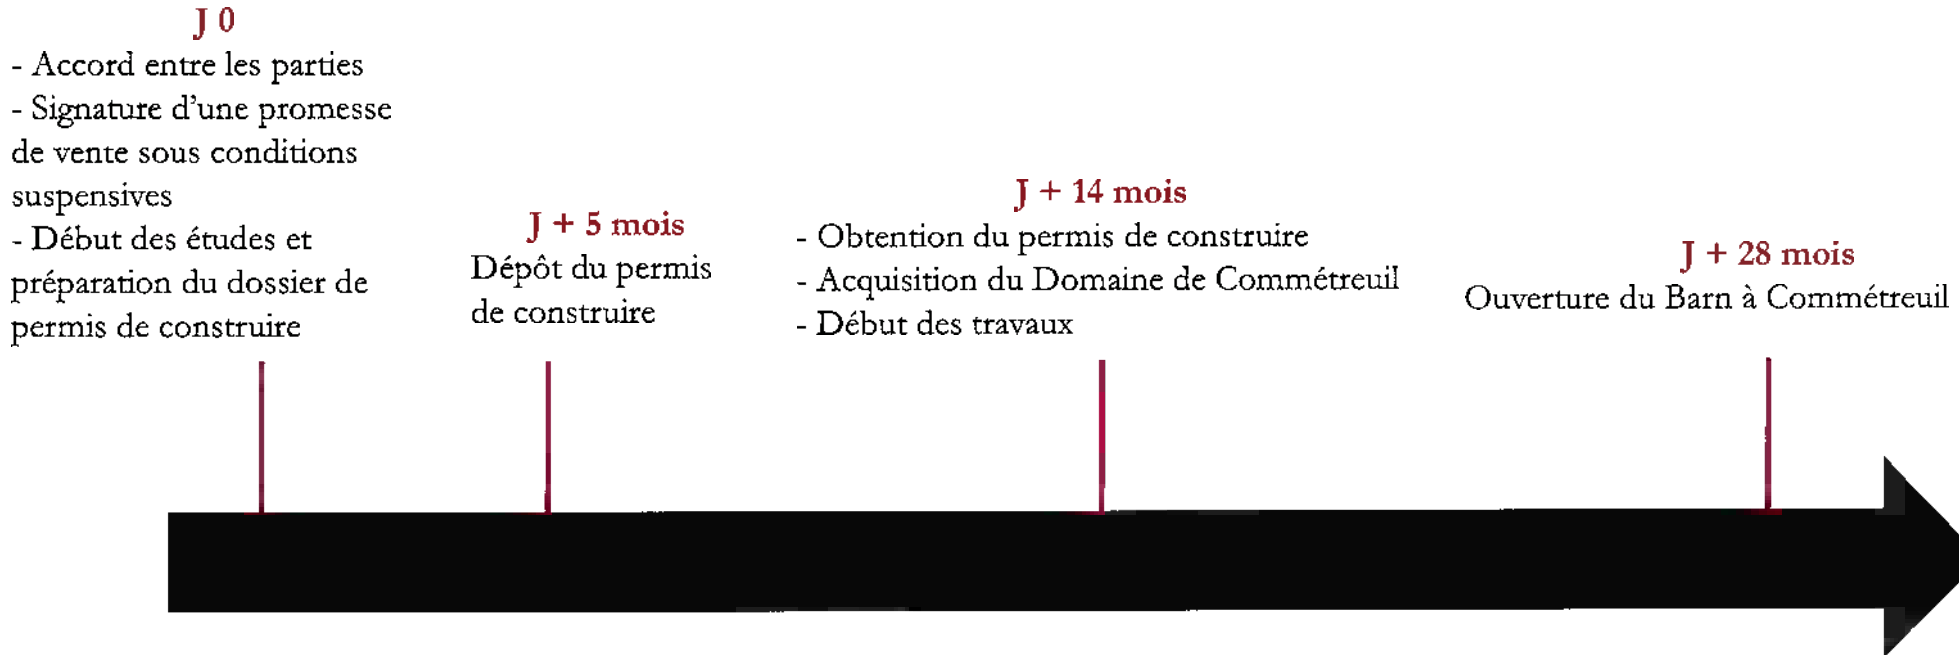 J 0
- Accord entre les parties
- Signature d'une promesse
de vente sous conditions
suspensives
- Début des études et
préparation du dossier de
permis de construire
J + 5 mois
Dépôt du permis
de construire
J + 14 mois
- Obtention du permis de construire
- Acquisition du Domaine de Commétreuil
- Début des travaux
J + 28 mois
Ouverture du Barn à Commétreuil